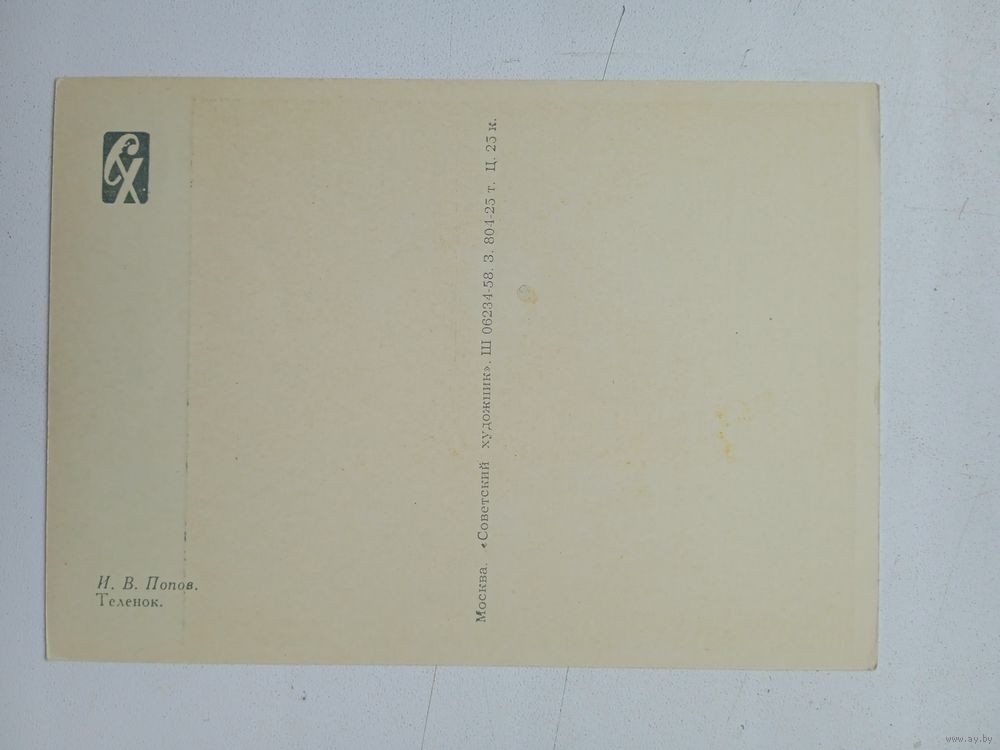 СХ
И. В. Попов.
Теленок.
Москва. «Советский художник». Ш 06234-58. З. 804-25 т. Ц. 25 к.
www.ay.by